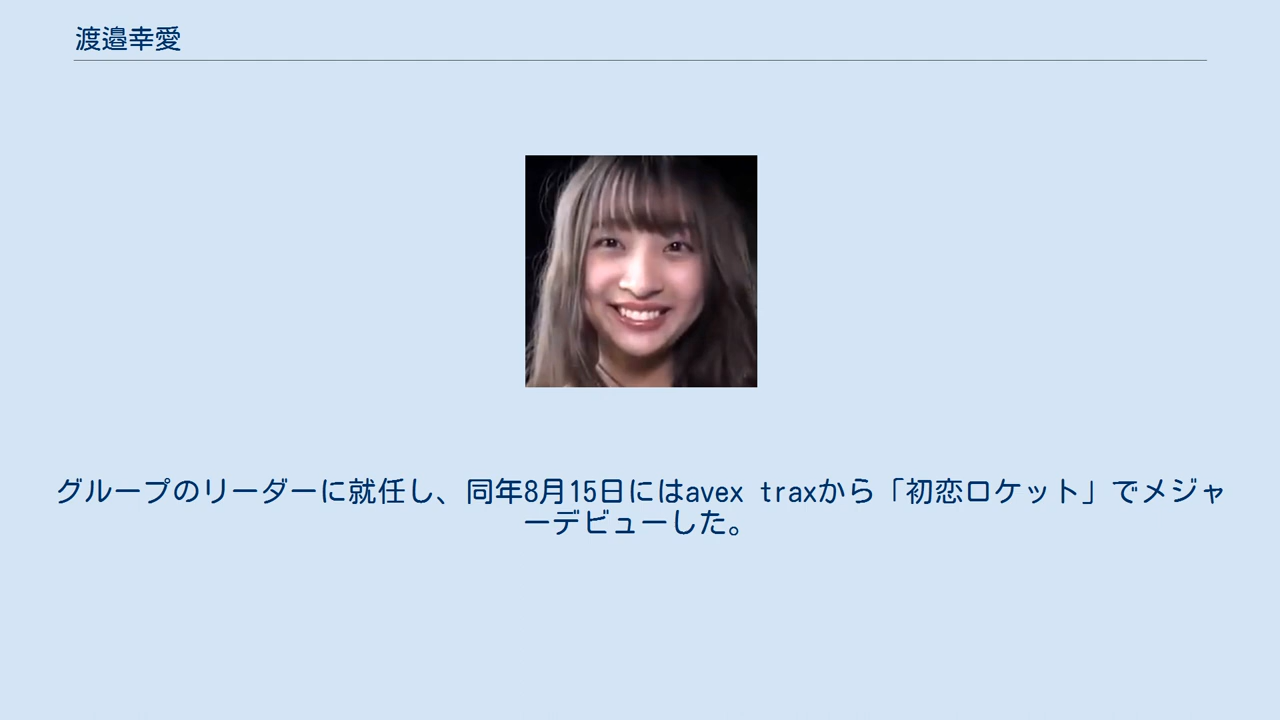 渡邉幸愛
グループのリーダーに就任し、同年8月15日にはavex traxから「初恋ロケット」でメジャ
ーデビューした。